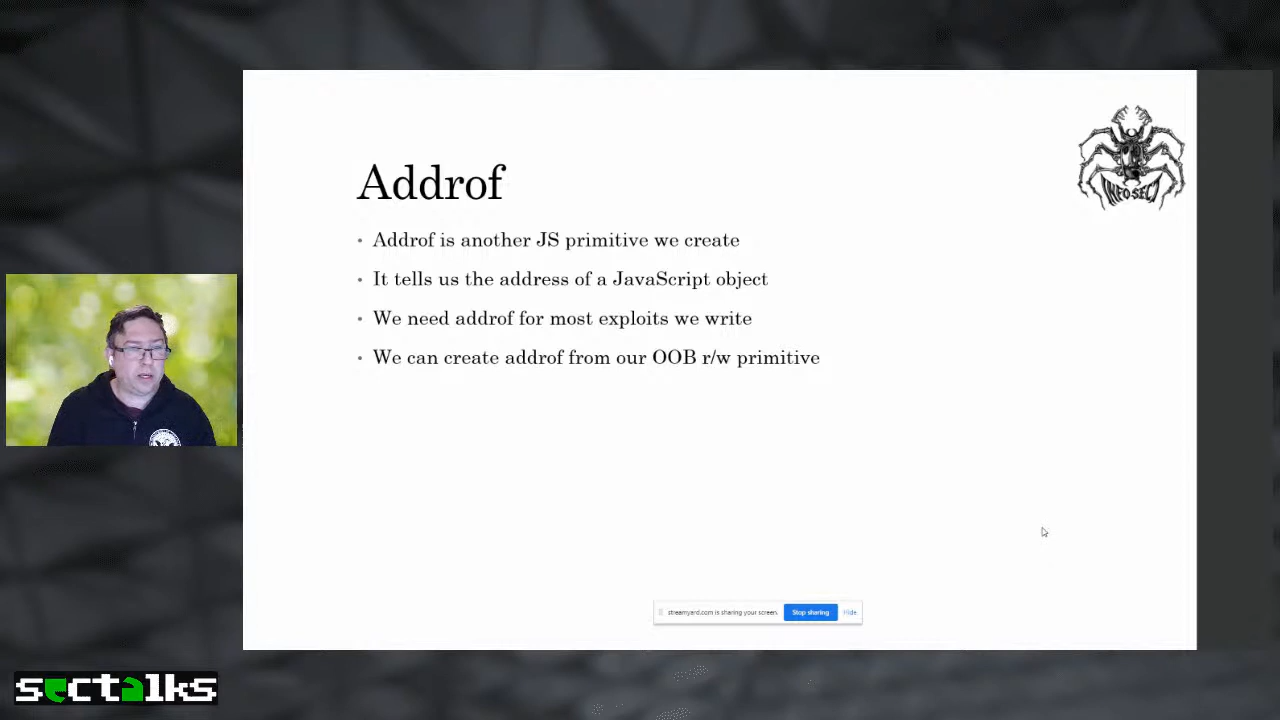 Addrof
• Addrof is another JS primitive we create
• It tells us the address of a JavaScript object
• We need addrof for most exploits we write
• We can create addrof from our OOB r/w primitive
INFOSECT
streamyard.com is sharing your screen.
Stop sharing
Hide
sectalks